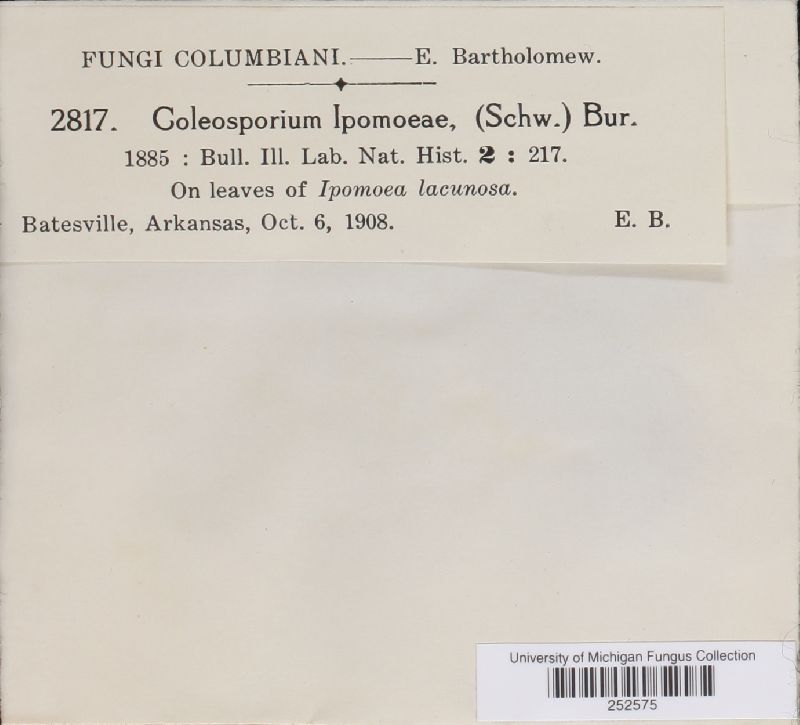 FUNGI COLUMBIANI.——E. Bartholomew.
2817. Coleosporium Ipomoeae, (Schw.) Bur.
1885 : Bull. Ill. Lab. Nat. Hist. 2 : 217.
On leaves of Ipomoea lacunosa.
Batesville, Arkansas, Oct. 6, 1908. E. B.
University of Michigan Fungus Collection
252575